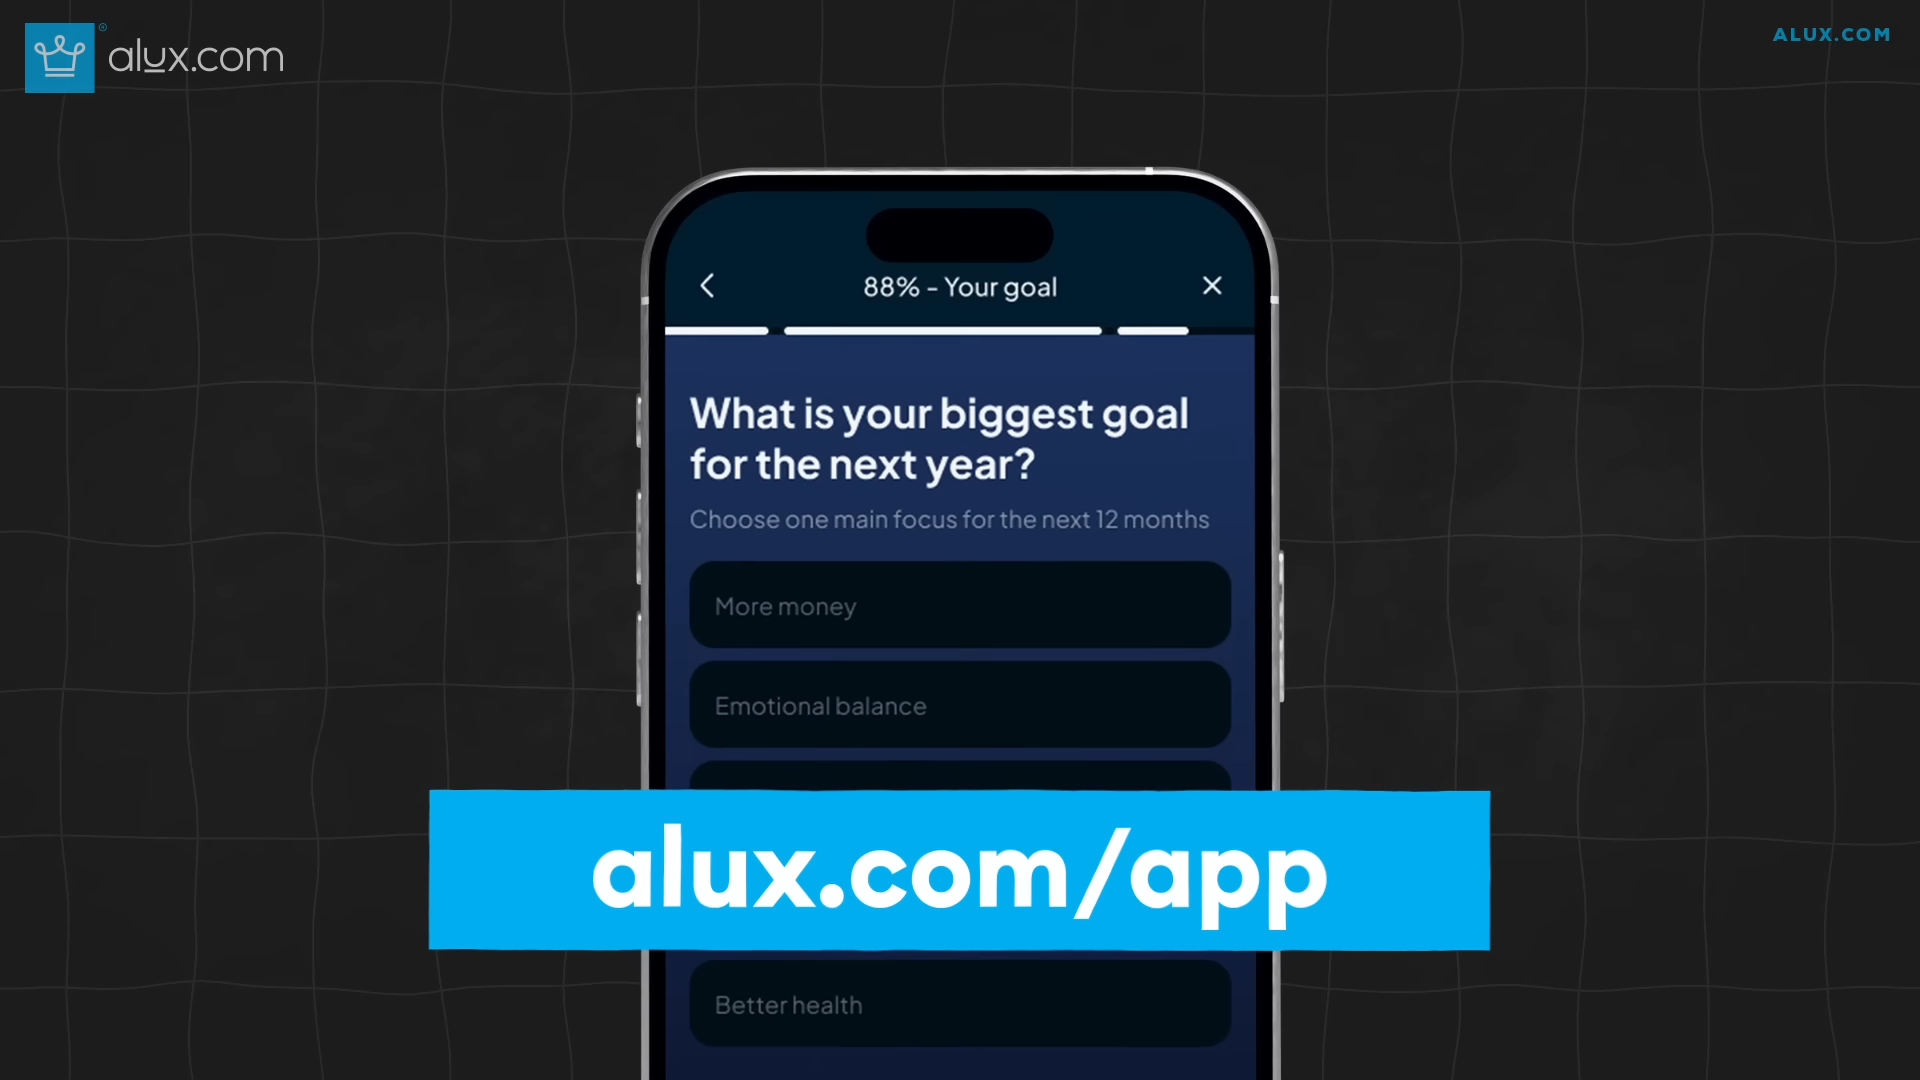 alux.com
ALUX.COM
88% - Your goal
What is your biggest goal
for the next year?
Choose one main focus for the next 12 months
More money
Emotional balance
alux.com/app
Better health